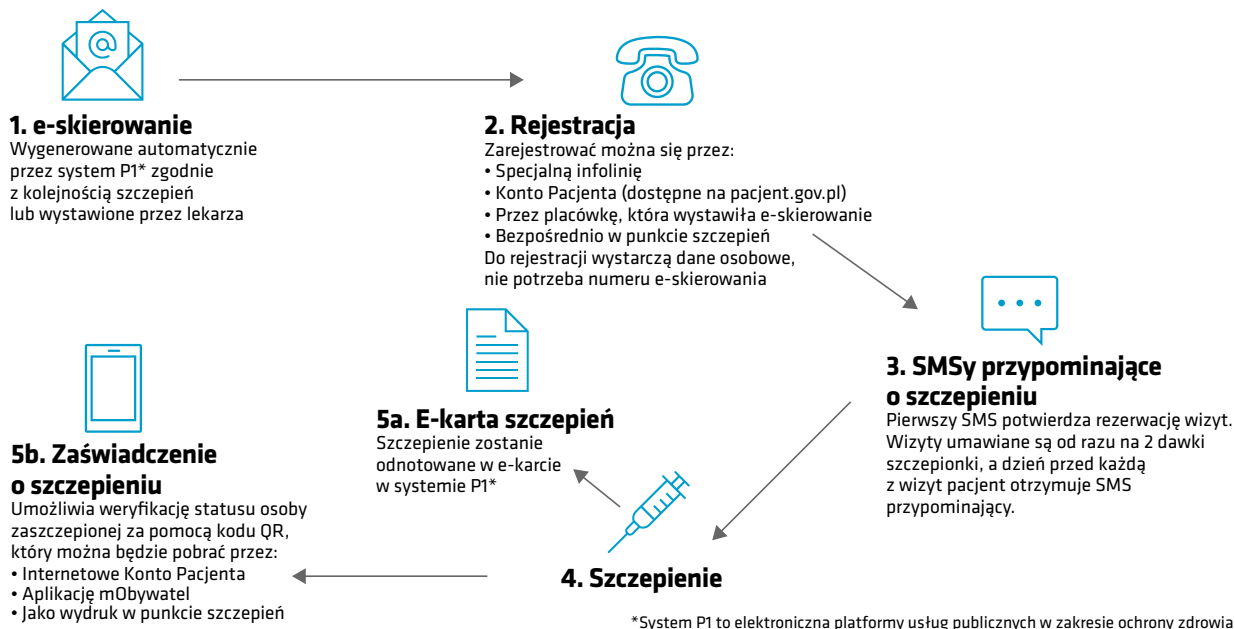 1. e-skierowanie
Wygenerowane automatycznie
przez system P1* zgodnie
z kolejnością szczepień
lub wystawione przez lekarza
2. Rejestracja
Zarejestrować można się przez:
• Specjalną infolinię
• Konto Pacjenta (dostępne na pacjent.gov.pl)
• Przez placówkę, która wystawiła e-skierowanie
• Bezpośrednio w punkcie szczepień
Do rejestracji wystarczą dane osobowe,
nie potrzeba numeru e-skierowania
3. SMSy przypominające
o szczepieniu
Pierwszy SMS potwierdza rezerwację wizyt.
Wizyty umawiane są od razu na 2 dawki
szczepionki, a dzień przed każdą
z wizyt pacjent otrzymuje SMS
przypominający.
4. Szczepienie
5a. E-karta szczepień
Szczepienie zostanie
odnotowane w e-karcie
w systemie P1*
5b. Zaświadczenie
o szczepieniu
Umożliwia weryfikację statusu osoby
zaszczepionej za pomocą kodu QR,
który można będzie pobrać przez:
• Internetowe Konto Pacjenta
• Aplikację mObywatel
• Jako wydruk w punkcie szczepień
*System P1 to elektroniczna platformy usług publicznych w zakresie ochrony zdrowia